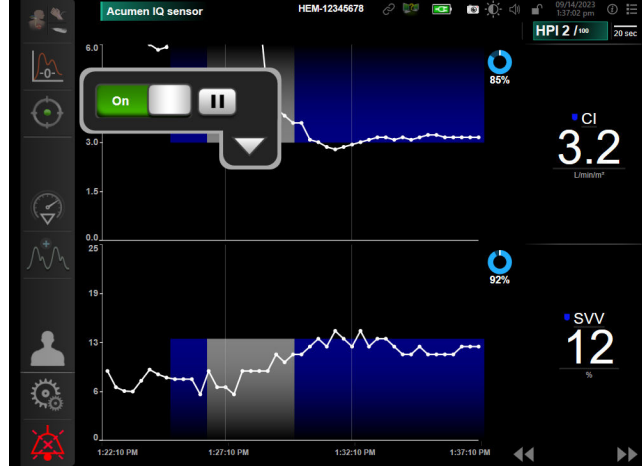 Acumen IQ sensor
HEM-12345678
09/14/2023
1:37:02 pm
HPI 2 /100
20 sec
-0-
6.0
On
3.0
1.5
0.0
85%
CI
3.2
L/min/m²
25
19
13
6
0
92%
SVV
12
%
1:22:10 PM
1:27:10 PM
1:32:10 PM
1:37:10 PM